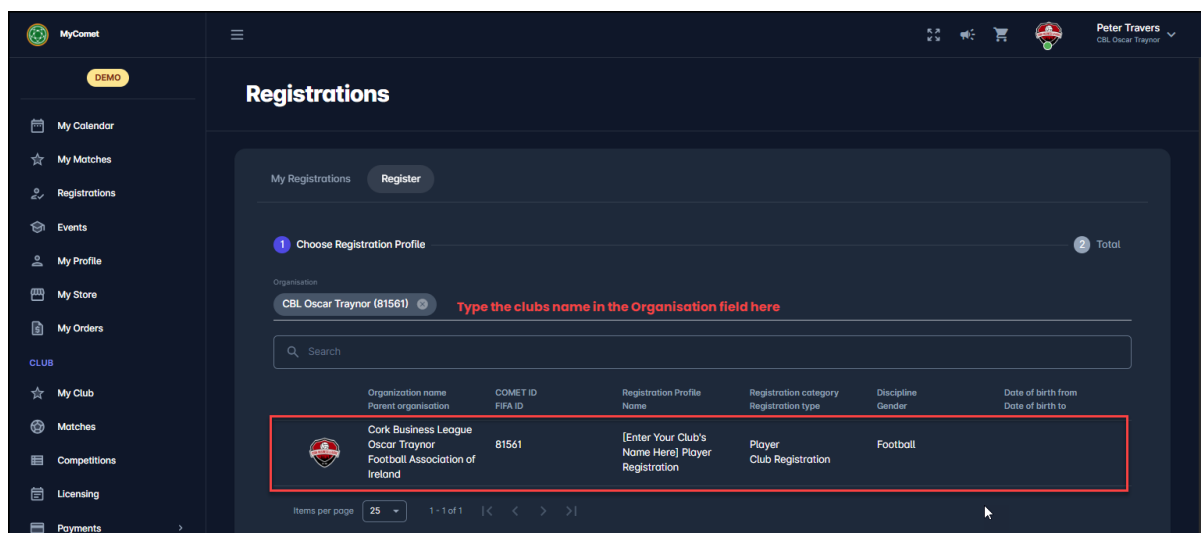 MyComet
Peter Travers
CBL Oscar Traynor
DEMO
Registrations
My Calendar
My Matches
Registrations
Events
My Profile
My Store
My Orders
CLUB
My Club
Matches
Competitions
Licensing
Payments
My Registrations
Register
1 Choose Registration Profile
2 Total
Organisation
CBL Oscar Traynor (81561)
Type the clubs name in the Organisation field here
Search
Organization name
Parent organisation
COMET ID
FIFA ID
Registration Profile
Name
Registration category
Registration type
Discipline
Gender
Date of birth from
Date of birth to
Cork Business League
Oscar Traynor
Football Association of
Ireland
81561
[Enter Your Club's
Name Here] Player
Registration
Player
Club Registration
Football
Items per page 25 1 - 1 of 1